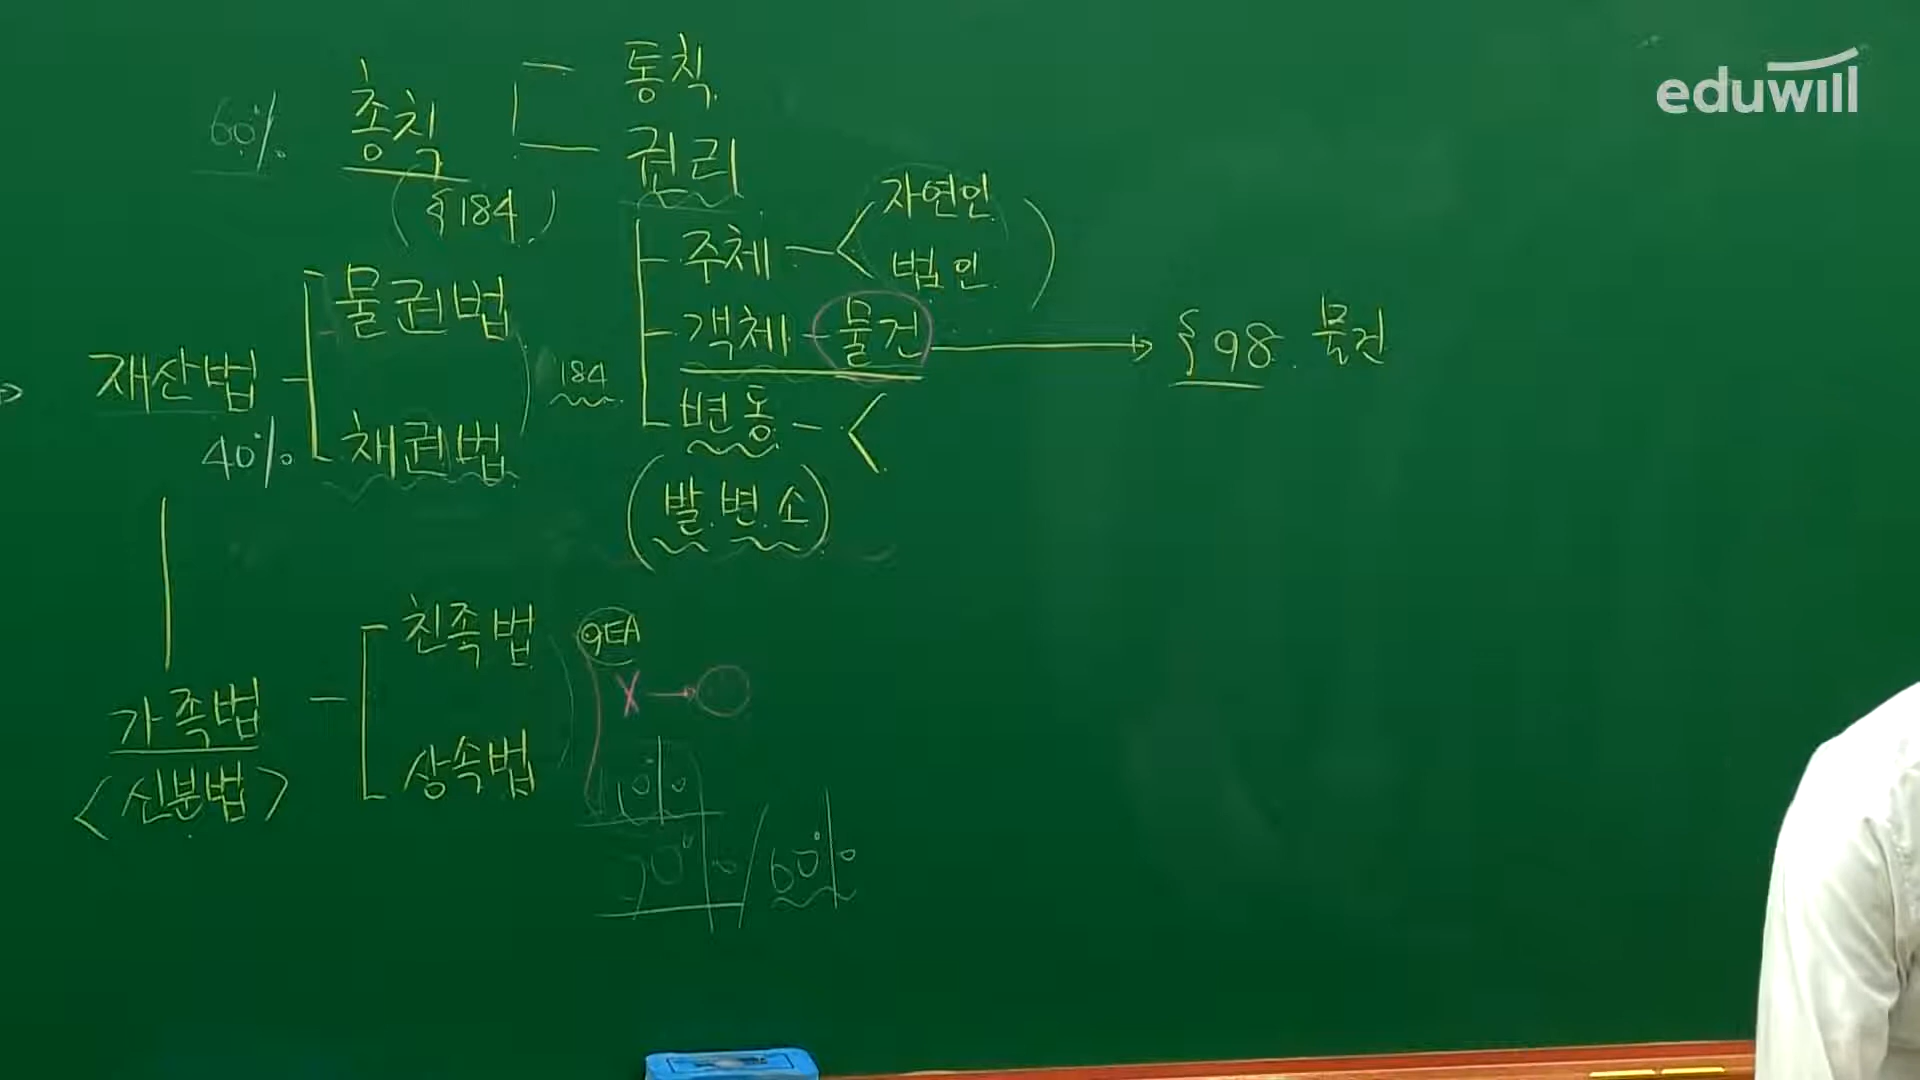 eduwill
60% 총칙 통칙
권리
(§184)
주체 - < 자연인
법인
객체 - 물건 → §98. 물건
변동 - <
(발.변.소)
재산법 물권법
채권법
184
40%
가족법
<신분법>
친족법
상속법
9EA
X →
10%
/ 60%